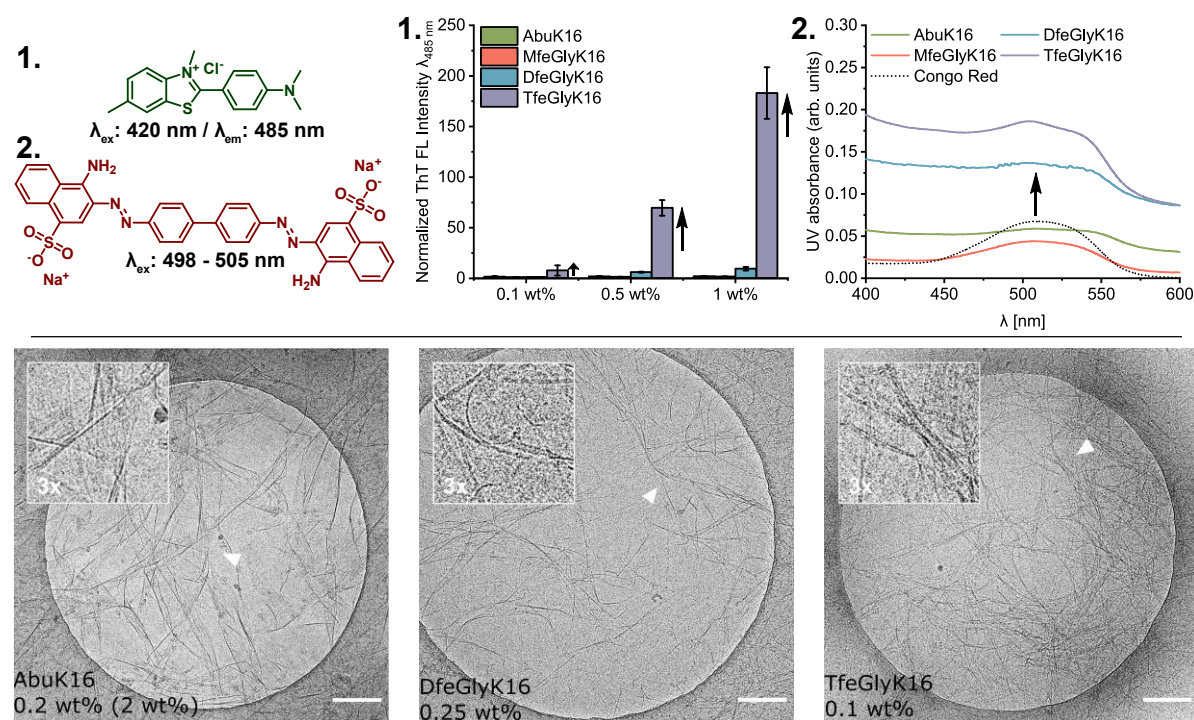 1.
N⁺ Cl⁻
S
N
λex: 420 nm / λem: 485 nm
2.
NH₂
N
N
O
S
O
O⁻
Na⁺
Na⁺
O⁻
S
O
O
N
N
NH₂
λex: 498 - 505 nm
1.
Normalized ThT FL Intensity λ485 nm
250
200
150
100
50
0
AbuK16
MfeGlyK16
DfeGlyK16
TfeGlyK16
0.1 wt%
0.5 wt%
1 wt%
2.
UV absorbance (arb. units)
0.30
0.25
0.20
0.15
0.10
0.05
0.00
AbuK16
DfeGlyK16
MfeGlyK16
TfeGlyK16
Congo Red
400
450
500
550
600
λ [nm]
3x
AbuK16
0.2 wt% (2 wt%)
3x
DfeGlyK16
0.25 wt%
3x
TfeGlyK16
0.1 wt%